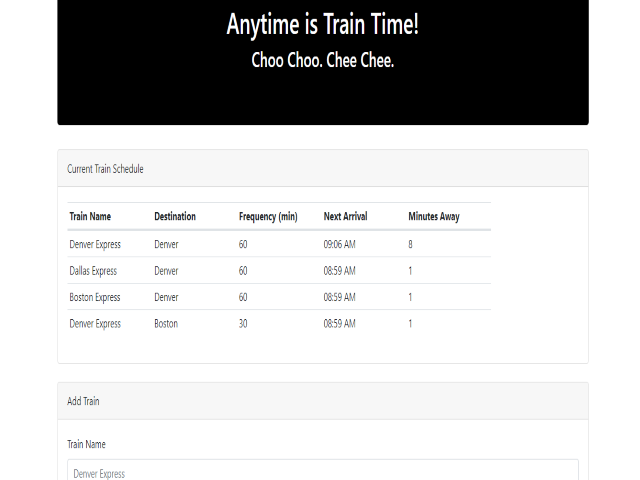 Anytime is Train Time!
Choo Choo. Chee Chee.
Current Train Schedule
Train Name Destination Frequency (min) Next Arrival Minutes Away
Denver Express Denver 60 09:06 AM 8
Dallas Express Denver 60 08:59 AM 1
Boston Express Denver 60 08:59 AM 1
Denver Express Boston 30 08:59 AM 1
Add Train
Train Name
Denver Express